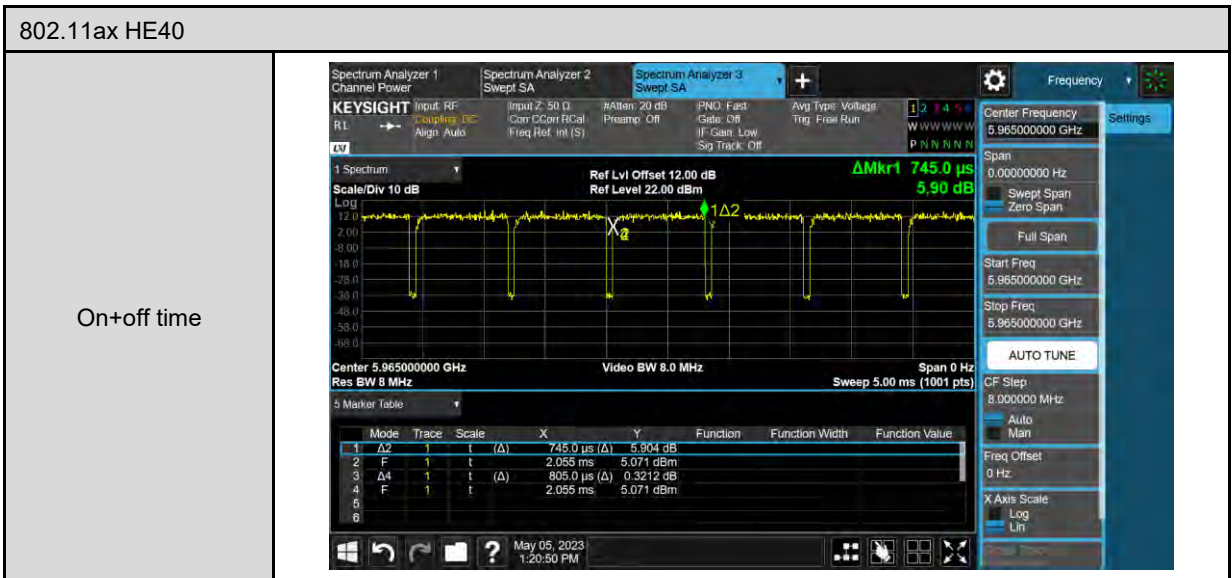 802.11ax HE40
On+off time
Spectrum Analyzer 1
Channel Power
Spectrum Analyzer 2
Swept SA
Spectrum Analyzer 3
Swept SA
Frequency
KEYSIGHT
Input: RF
Coupling: DC
Align: Auto
Input Z: 50 Ω
Corr CCorr RCal
Freq Ref: Int (S)
#Atten: 20 dB
Preamp: Off
PNO: Fast
Gate: Off
IF Gain: Low
Sig Track: Off
Avg Type: Voltage
Trig: Free Run
1 2 3 4 5 6
W W W W W W
P N N N N N
1 Spectrum
Scale/Div 10 dB
Ref Lvl Offset 12.00 dB
Ref Level 22.00 dBm
ΔMkr1 745.0 µs
5,90 dB
Log
12.0
2.00
-8.00
-18.0
-28.0
-38.0
-48.0
-58.0
-68.0
1Δ2
Center 5.965000000 GHz
Video BW 8.0 MHz
Span 0 Hz
Res BW 8 MHz
Sweep 5.00 ms (1001 pts)
5 Marker Table
Mode Trace Scale X Y Function Function Width Function Value
1 Δ2 1 t (Δ) 745.0 µs (Δ) 5.904 dB
2 F 1 t 2.055 ms 5.071 dBm
3 Δ4 1 t (Δ) 805.0 µs (Δ) 0.3212 dB
4 F 1 t 2.055 ms 5.071 dBm
5
6
May 05, 2023
1:20:50 PM
Center Frequency
5.965000000 GHz
Settings
Span
0.00000000 Hz
Swept Span
Zero Span
Full Span
Start Freq
5.965000000 GHz
Stop Freq
5.965000000 GHz
AUTO TUNE
CF Step
8.000000 MHz
Auto
Man
Freq Offset
0 Hz
X Axis Scale
Log
Lin